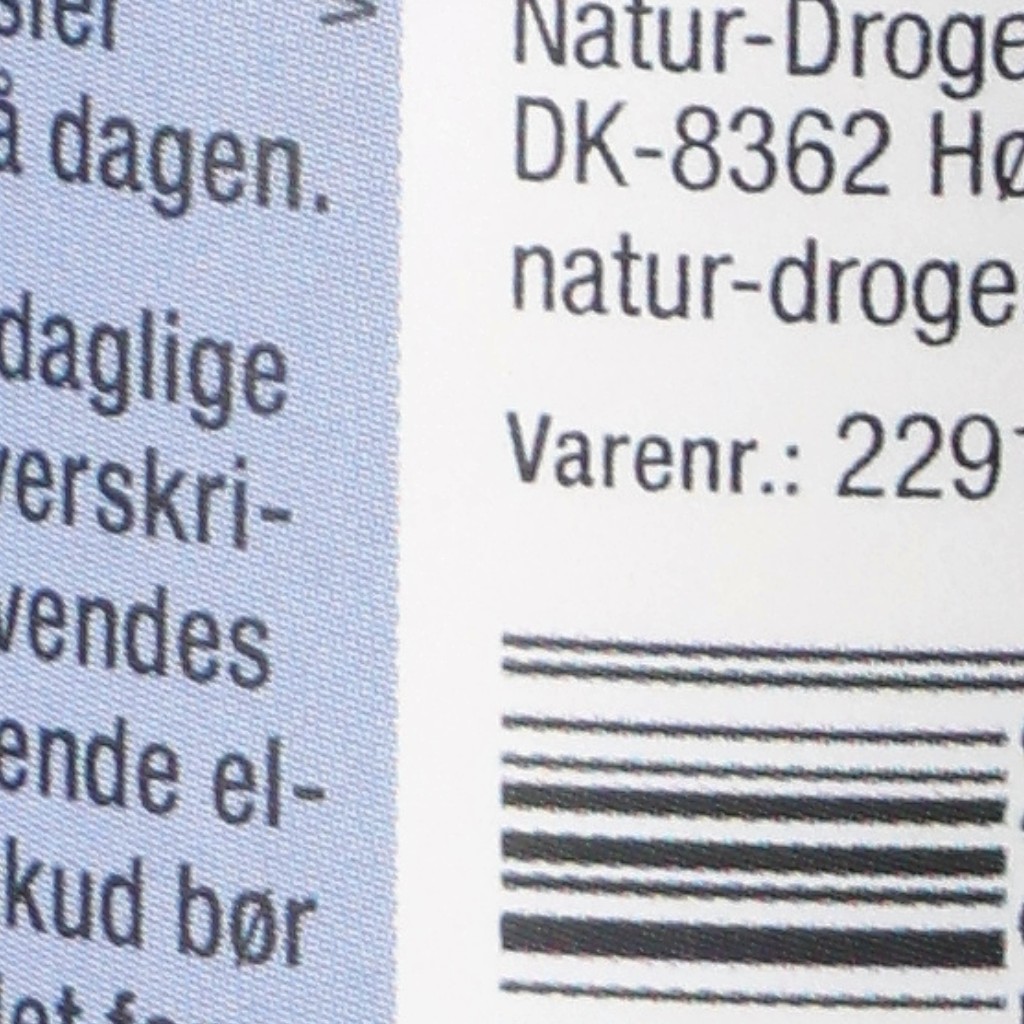 å dagen.
daglige
verskri-
vendes
ende el-
kud bør
Natur-Droge
DK-8362 Hø
natur-droge
Varenr.: 229